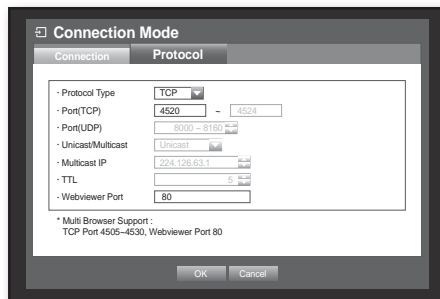 Connection Mode
Connection Protocol
· Protocol Type TCP
· Port(TCP) 4520 ~ 4524
· Port(UDP) 8000 ~ 8160
· Unicast/Multicast Unicast
· Multicast IP 224.126.63.1
· TTL 5
· Webviewer Port 80
* Multi Browser Support :
TCP Port 4505~4530, Webviewer Port 80
OK Cancel